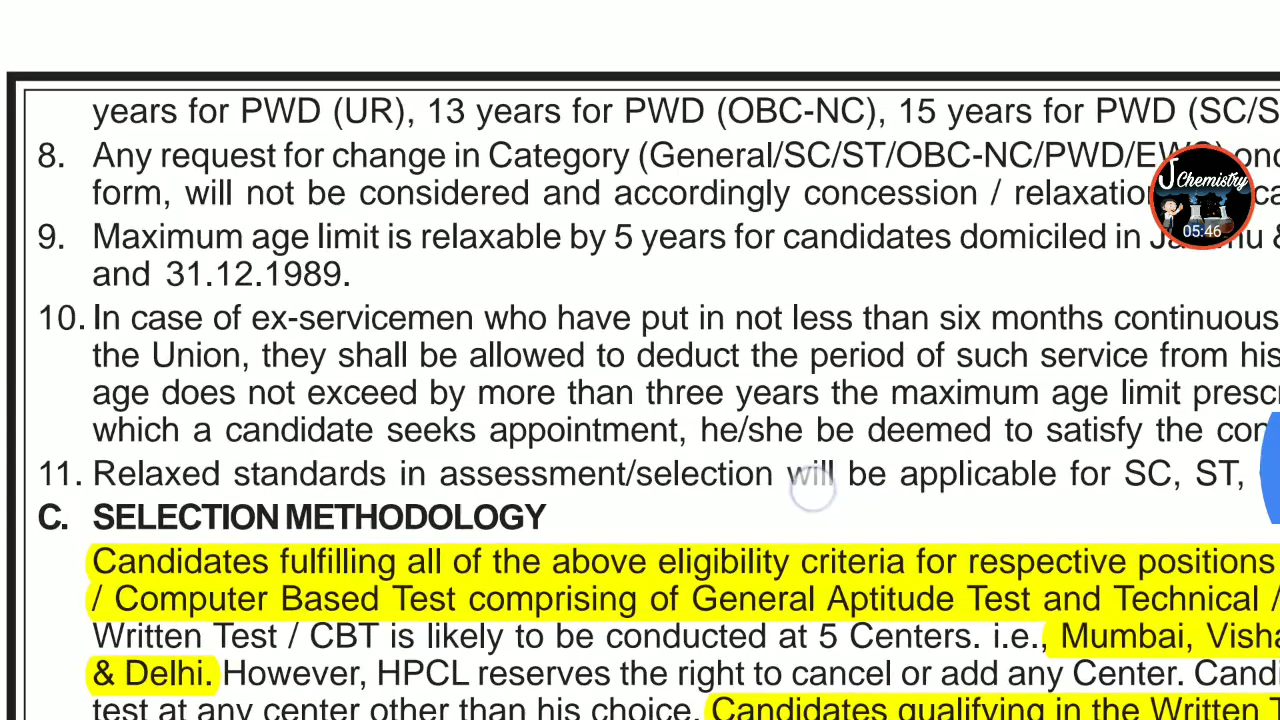 years for PWD (UR), 13 years for PWD (OBC-NC), 15 years for PWD (SC/S
8. Any request for change in Category (General/SC/ST/OBC-NC/PWD/EW
form, will not be considered and accordingly concession / relaxatio
J Chemistry
05:46
9. Maximum age limit is relaxable by 5 years for candidates domiciled in
and 31.12.1989.
10. In case of ex-servicemen who have put in not less than six months continuous
the Union, they shall be allowed to deduct the period of such service from his
age does not exceed by more than three years the maximum age limit prescr
which a candidate seeks appointment, he/she be deemed to satisfy the con
11. Relaxed standards in assessment/selection will be applicable for SC, ST,
C. SELECTION METHODOLOGY
Candidates fulfilling all of the above eligibility criteria for respective positions
/ Computer Based Test comprising of General Aptitude Test and Technical /
Written Test / CBT is likely to be conducted at 5 Centers. i.e., Mumbai, Visha
& Delhi. However, HPCL reserves the right to cancel or add any Center. Candi
test at any center other than his choice. Candidates qualifying in the Written T